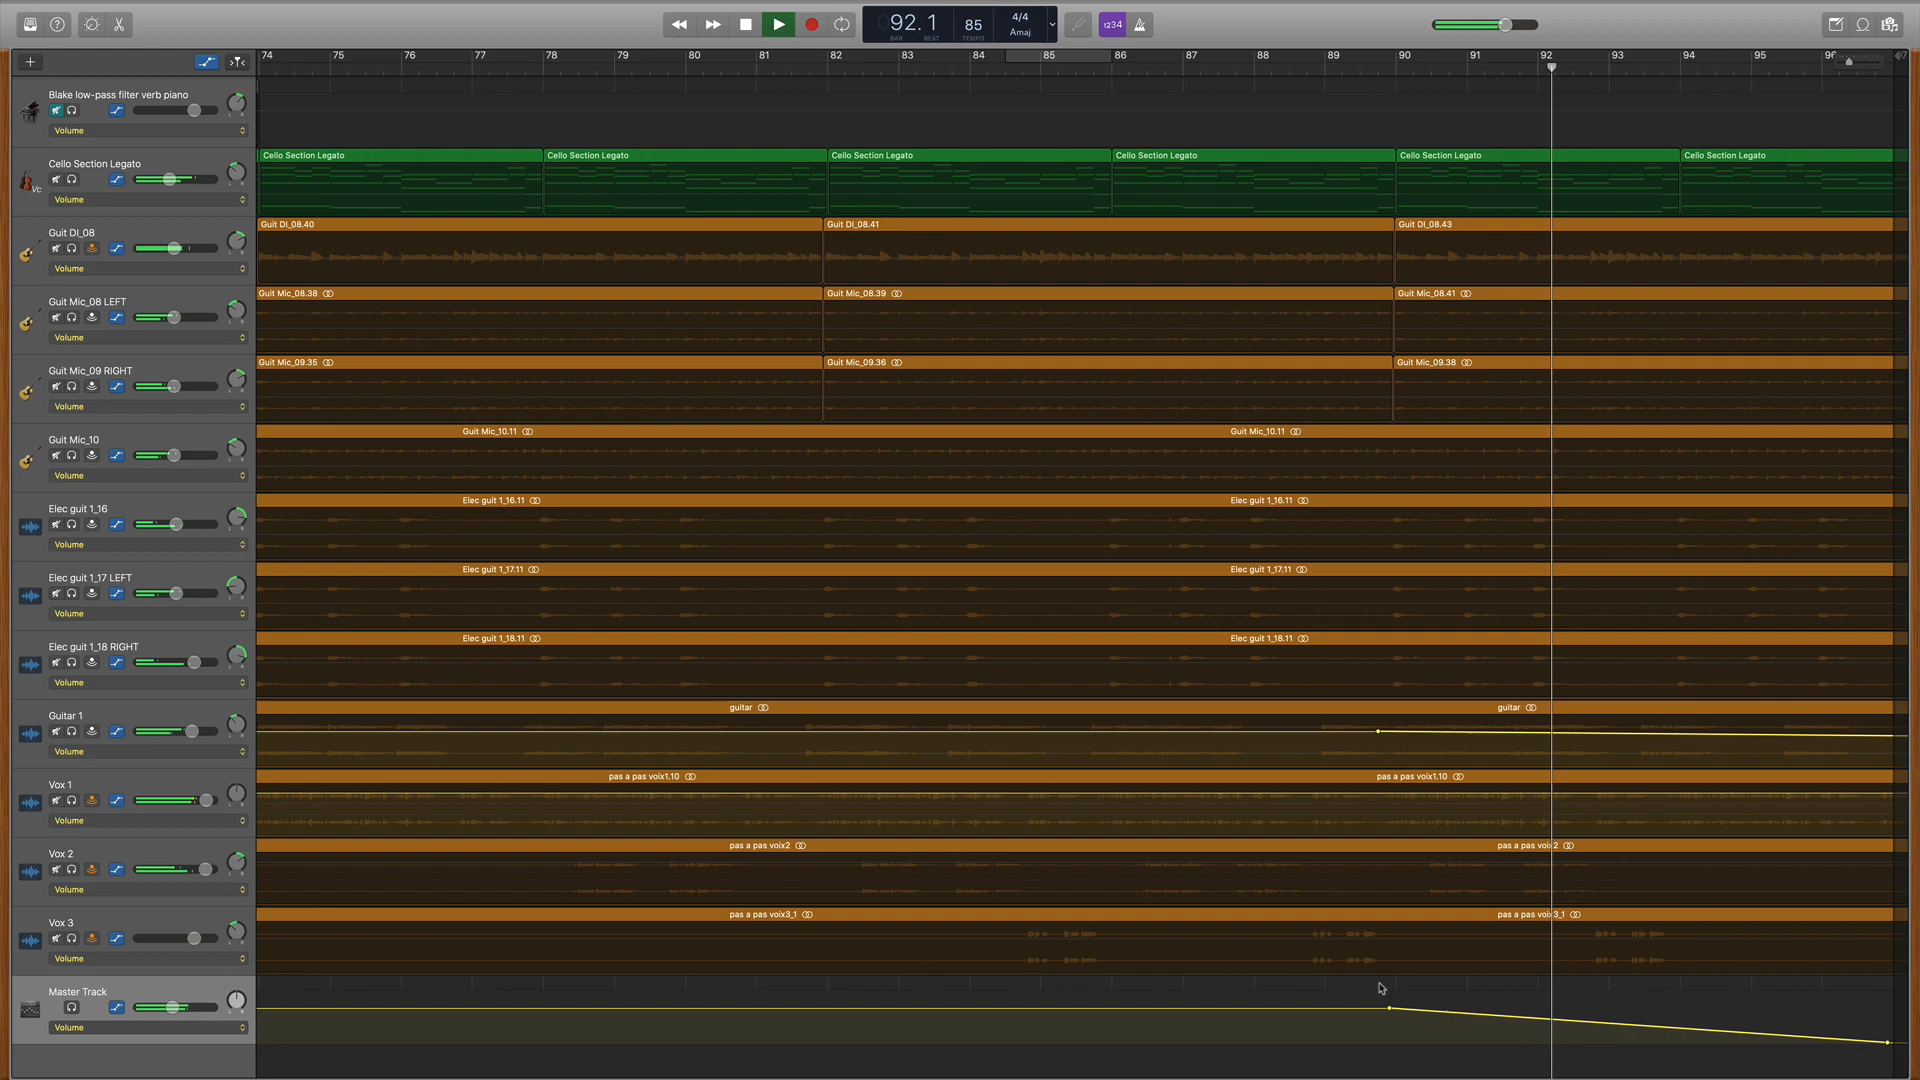 092.1
BAR BEAT
85
TEMPO
4/4
Amaj
1234
74 75 76 77 78 79 80 81 82 83 84 85 86 87 88 89 90 91 92 93 94 95
Blake low-pass filter verb piano
Volume
Cello Section Legato
Vc
Volume
Cello Section Legato Cello Section Legato Cello Section Legato Cello Section Legato Cello Section Legato Cello Section Legato
Guit DI_08
Volume
Guit DI_08.40 Guit DI_08.41 Guit DI_08.43
Guit Mic_08 LEFT
Volume
Guit Mic_08.38 Guit Mic_08.39 Guit Mic_08.41
Guit Mic_09 RIGHT
Volume
Guit Mic_09.35 Guit Mic_09.36 Guit Mic_09.38
Guit Mic_10
Volume
Guit Mic_10.11 Guit Mic_10.11
Elec guit 1_16
Volume
Elec guit 1_16.11 Elec guit 1_16.11
Elec guit 1_17 LEFT
Volume
Elec guit 1_17.11 Elec guit 1_17.11
Elec guit 1_18 RIGHT
Volume
Elec guit 1_18.11 Elec guit 1_18.11
Guitar 1
Volume
guitar guitar
Vox 1
Volume
pas a pas voix1.10 pas a pas voix1.10
Vox 2
Volume
pas a pas voix2 pas a pas voix2
Vox 3
Volume
pas a pas voix3_1 pas a pas voix3_1
Master Track
Volume